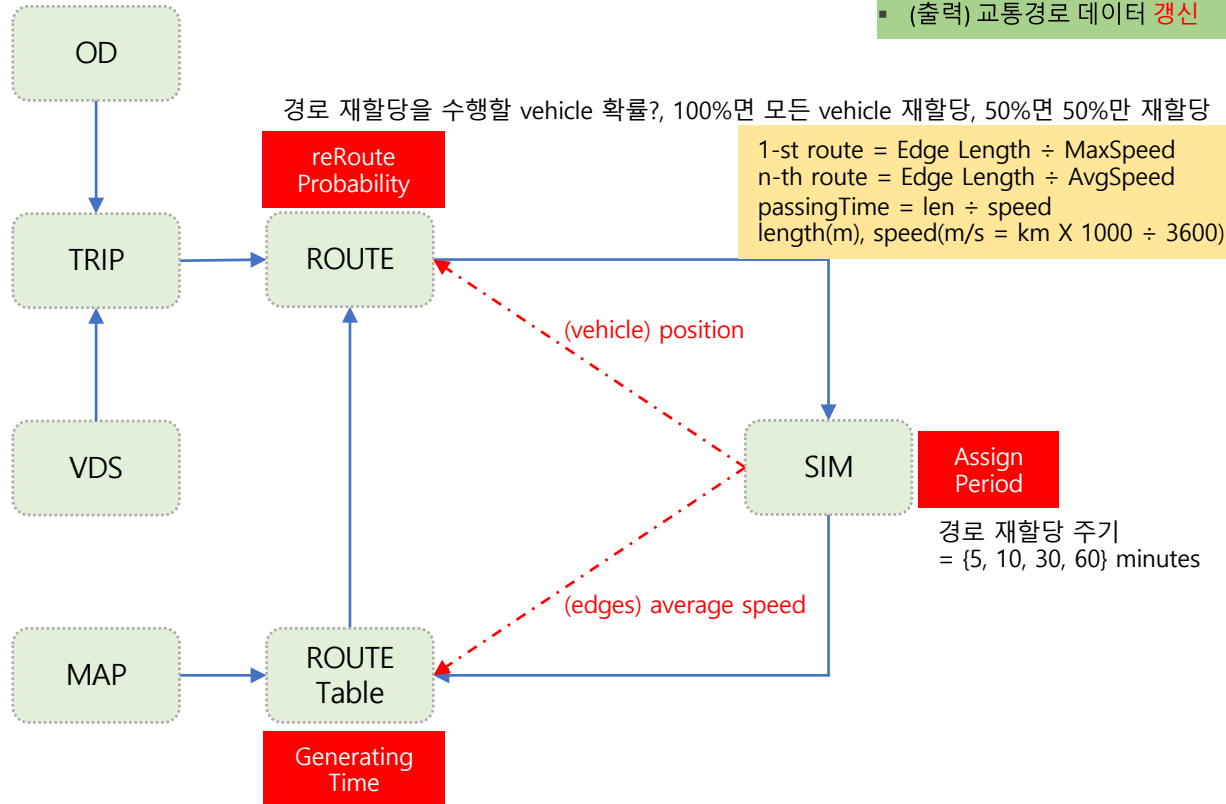 ▪ (출력) 교통경로 데이터 갱신
OD
경로 재할당을 수행할 vehicle 확률?, 100%면 모든 vehicle 재할당, 50%면 50%만 재할당
reRoute
Probability
1-st route = Edge Length ÷ MaxSpeed
n-th route = Edge Length ÷ AvgSpeed
passingTime = len ÷ speed
length(m), speed(m/s = km X 1000 ÷ 3600)
TRIP
ROUTE
(vehicle) position
VDS
SIM
Assign
Period
경로 재할당 주기
= {5, 10, 30, 60} minutes
(edges) average speed
MAP
ROUTE
Table
Generating
Time